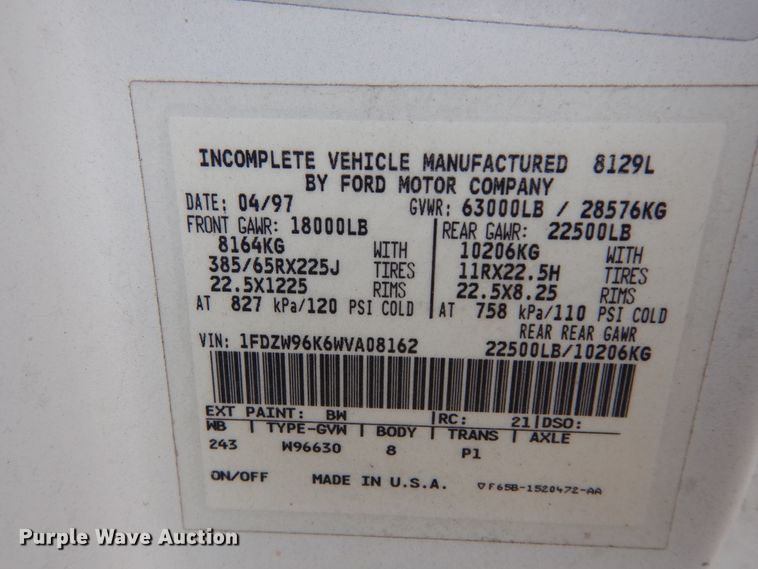 INCOMPLETE VEHICLE MANUFACTURED 8129L
BY FORD MOTOR COMPANY
DATE: 04/97 GVWR: 63000LB / 28576KG
FRONT GAWR: 18000LB REAR GAWR: 22500LB
8164KG WITH 10206KG WITH
385/65RX225J TIRES 11RX22.5H TIRES
22.5X1225 RIMS 22.5X8.25 RIMS
AT 827 kPa/120 PSI COLD AT 758 kPa/110 PSI COLD
REAR REAR GAWR
VIN: 1FDZW96K6WVA08162 22500LB/10206KG
EXT PAINT: BW RC: 21 DSO:
WB TYPE-GVW BODY TRANS AXLE
243 W96630 8 P1
ON/OFF MADE IN U.S.A. F65B-1520472-AA
Purple Wave Auction